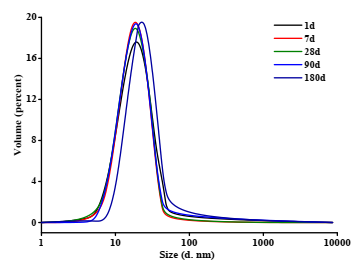 20
16
12
8
4
0
Volume (percent)
1d
7d
28d
90d
180d
1 10 100 1000 10000
Size (d. nm)